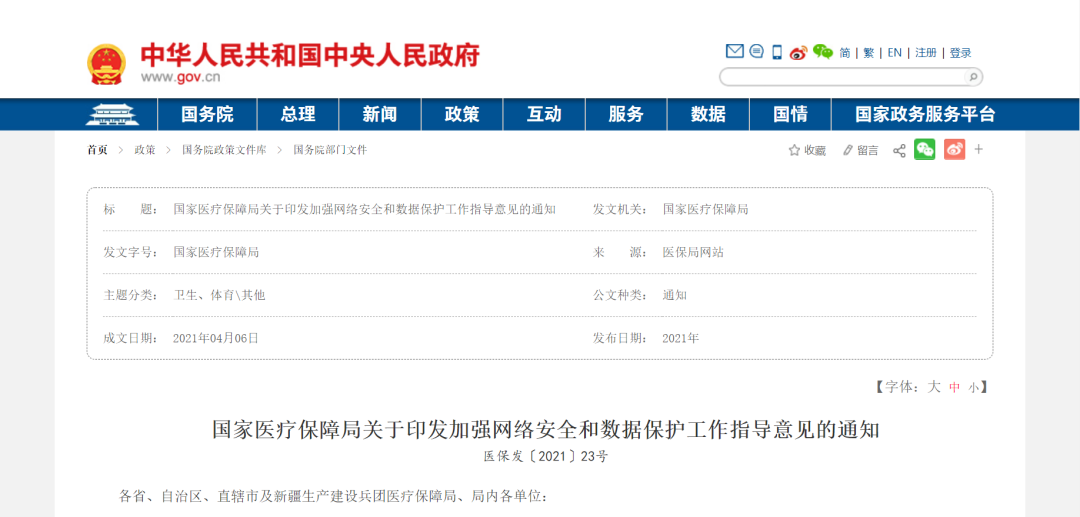 中华人民共和国中央人民政府
www.gov.cn
简 | 繁 | EN | 注册 | 登录
国务院 总理 新闻 政策 互动 服务 数据 国情 国家政务服务平台
首页 > 政策 > 国务院政策文件库 > 国务院部门文件 收藏 留言
标 题: 国家医疗保障局关于印发加强网络安全和数据保护工作指导意见的通知 发文机关: 国家医疗保障局
发文字号: 国家医疗保障局 来 源: 医保局网站
主题分类: 卫生、体育\其他 公文种类: 通知
成文日期: 2021年04月06日 发布日期: 2021年
【字体: 大 中 小】
国家医疗保障局关于印发加强网络安全和数据保护工作指导意见的通知
医保发〔2021〕23号
各省、自治区、直辖市及新疆生产建设兵团医疗保障局、局内各单位: